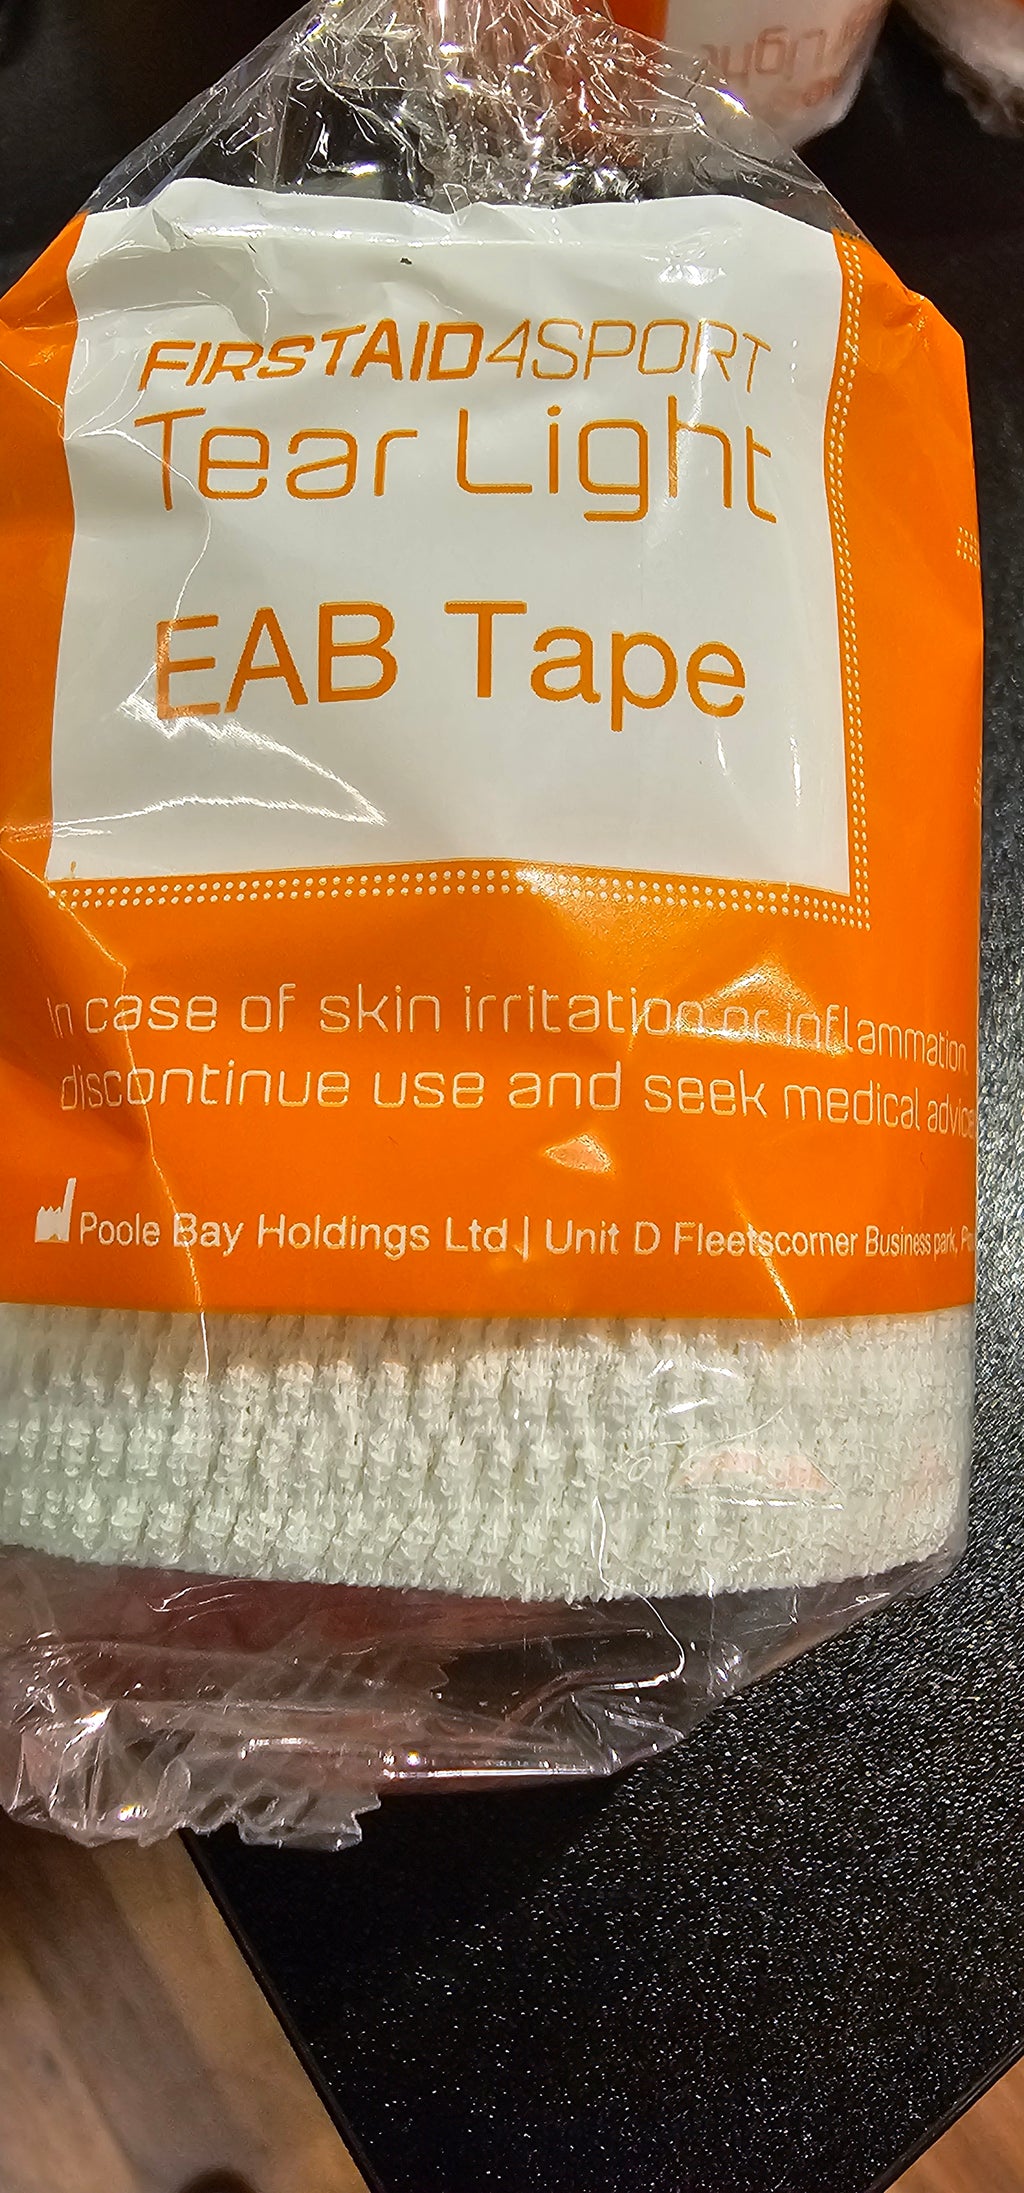 FIRSTAID4SPORT
Tear Light
EAB Tape
In case of skin irritation or inflammation,
discontinue use and seek medical advice
Poole Bay Holdings Ltd | Unit D Fleetscorner Business park,